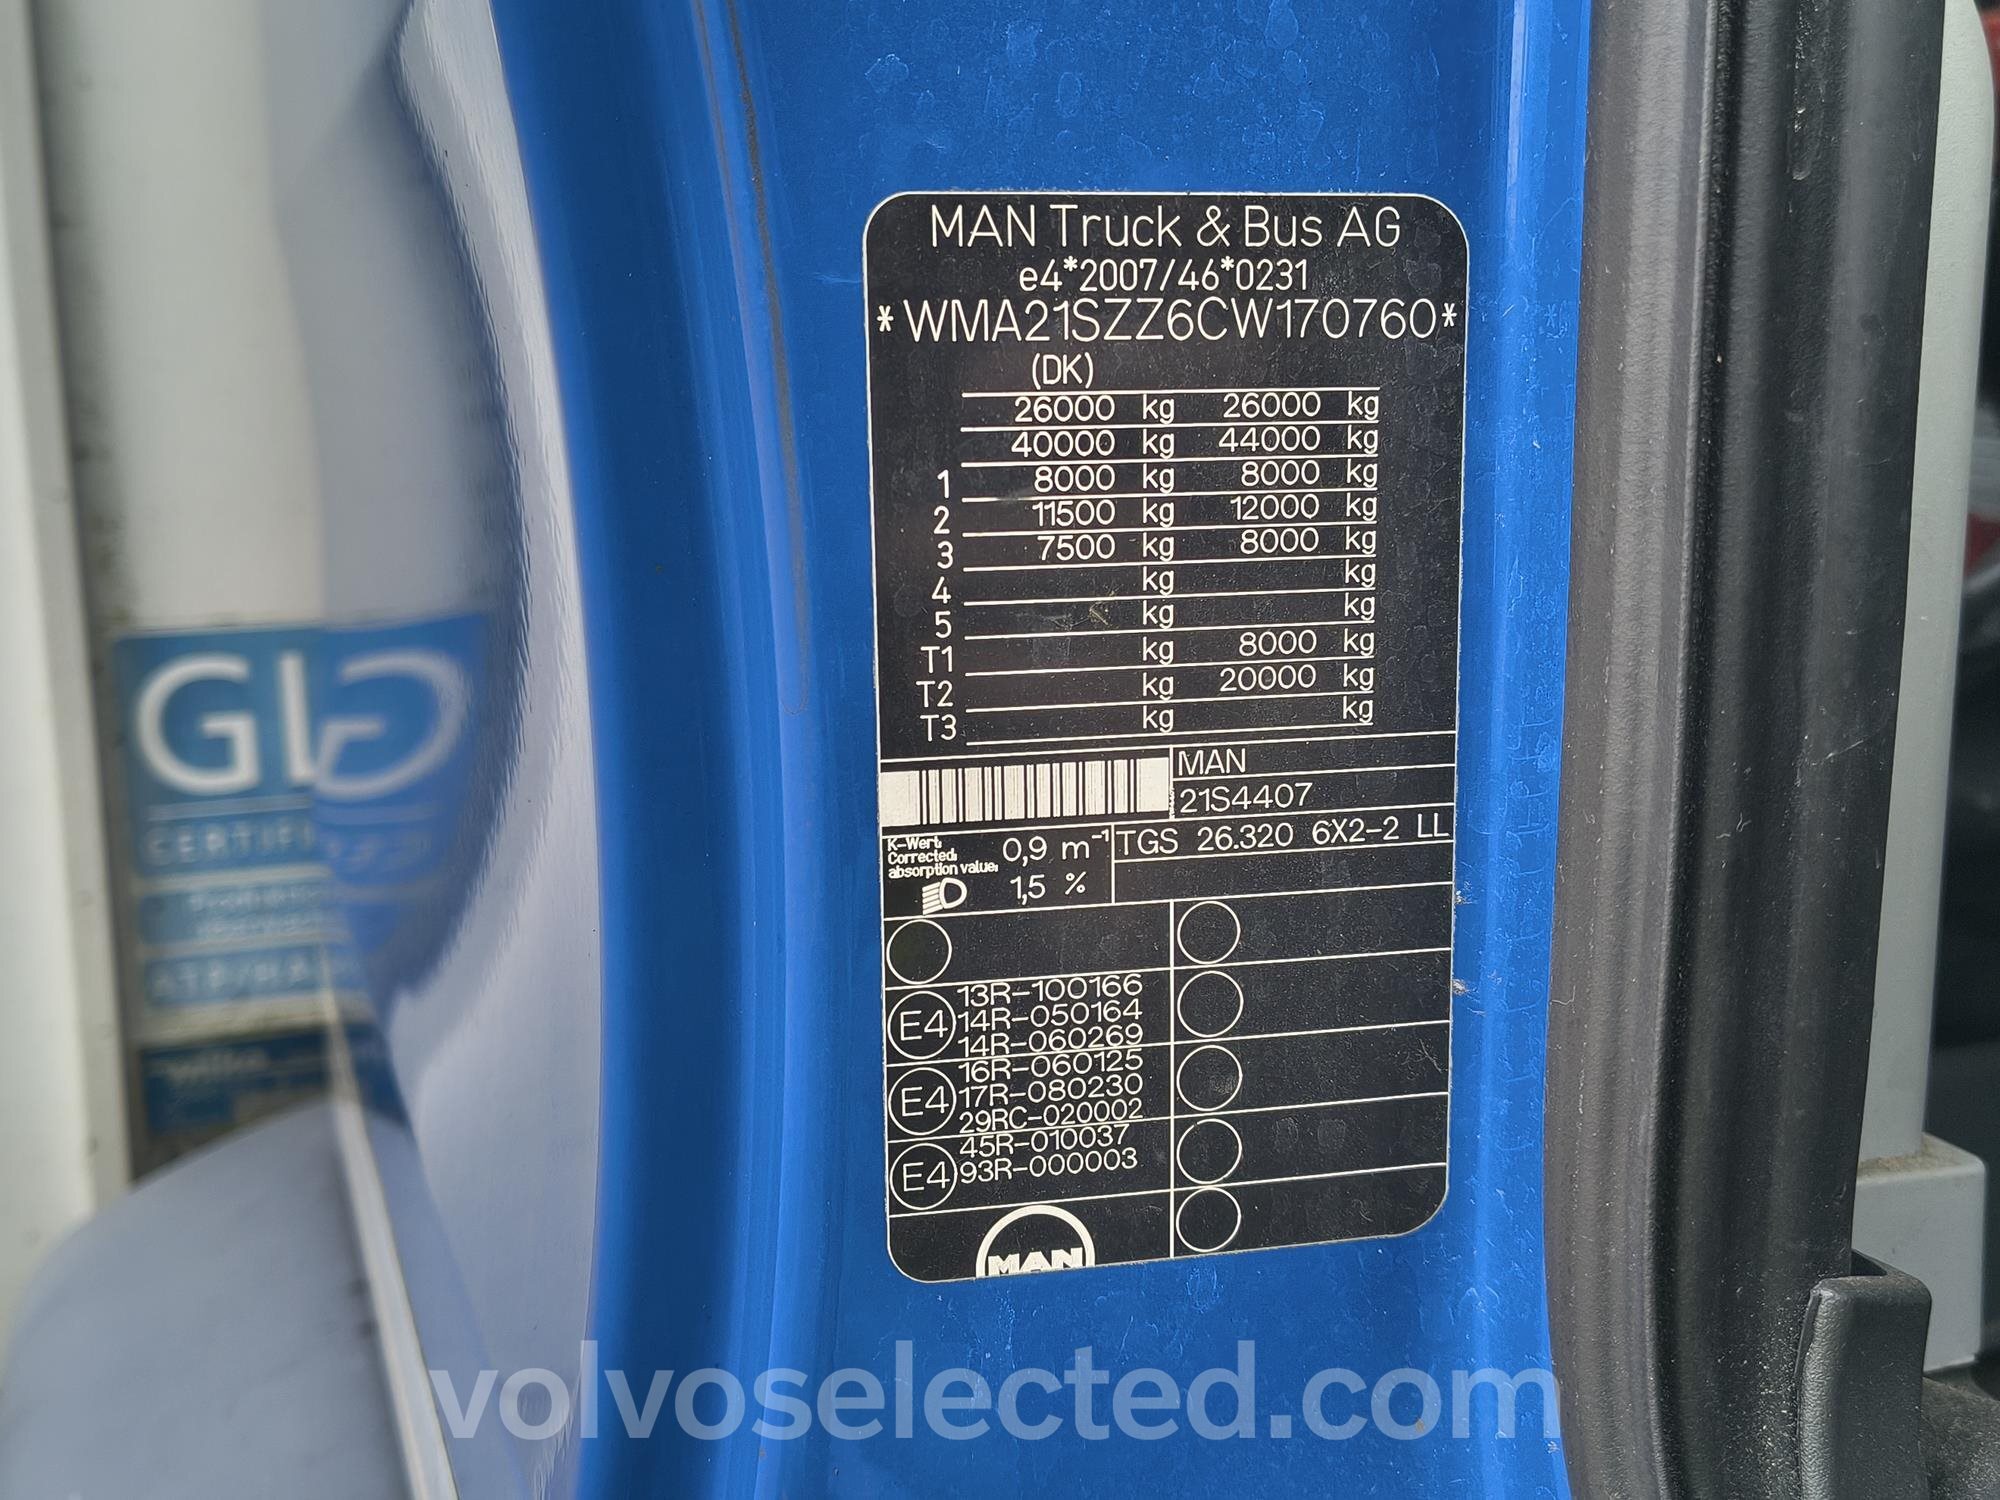 MAN Truck & Bus AG
e4*2007/46*0231
*WMA21SZZ6CW170760*
(DK)
26000 kg 26000 kg
40000 kg 44000 kg
1 8000 kg 8000 kg
2 11500 kg 12000 kg
3 7500 kg 8000 kg
4 kg kg
5 kg kg
T1 kg 8000 kg
T2 kg 20000 kg
T3 kg kg
MAN
21S4407
K-Wert: 0,9 m⁻¹ TGS 26.320 6X2-2 LL
Corrected
absorption value:
1,5 %
13R-100166
E4 14R-050164
14R-060269
16R-060125
E4 17R-080230
29RC-020002
45R-010037
E4 93R-000003
MAN
volvoselected.com